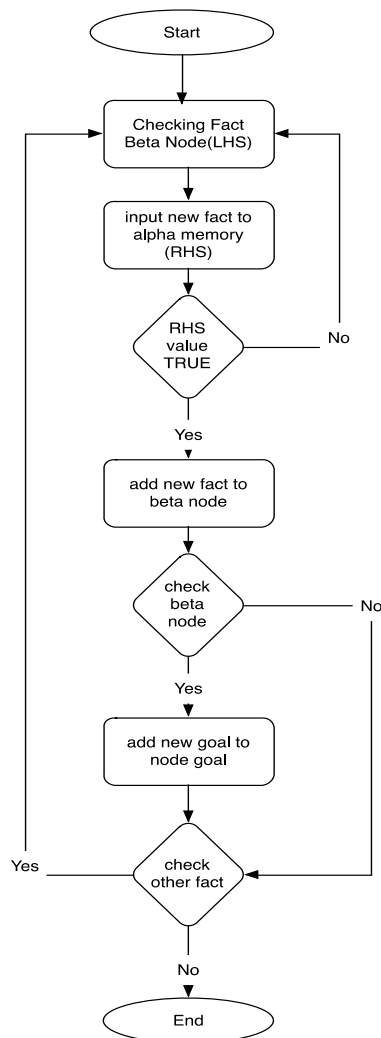 Start
Checking Fact
Beta Node(LHS)
input new fact to
alpha memory
(RHS)
RHS
value
TRUE
No
Yes
add new fact to
beta node
check
beta
node
No
Yes
add new goal to
node goal
Yes
check
other fact
No
End